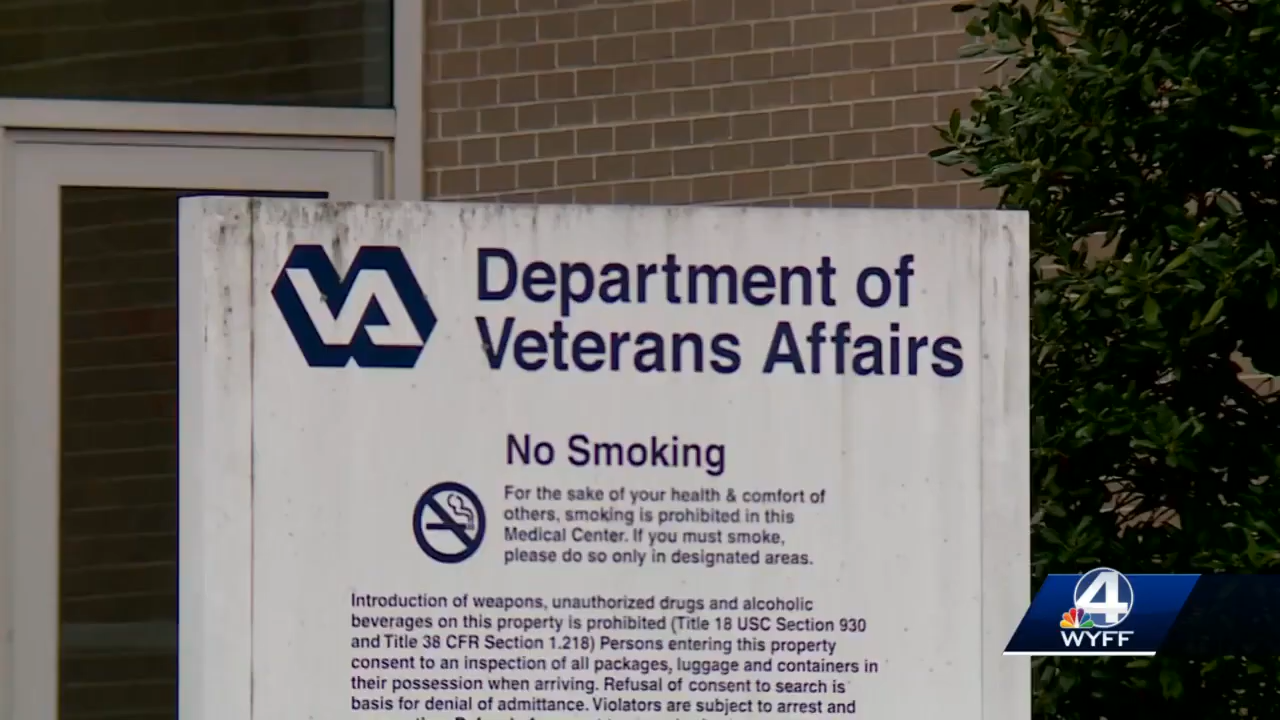 VA
Department of
Veterans Affairs
No Smoking
For the sake of your health & comfort of
others, smoking is prohibited in this
Medical Center. If you must smoke,
please do so only in designated areas.
Introduction of weapons, unauthorized drugs and alcoholic
beverages on this property is prohibited (Title 18 USC Section 930
and Title 38 CFR Section 1.218) Persons entering this property
consent to an inspection of all packages, luggage and containers in
their possession when arriving. Refusal of consent to search is
basis for denial of admittance. Violators are subject to arrest and
4
WYFF